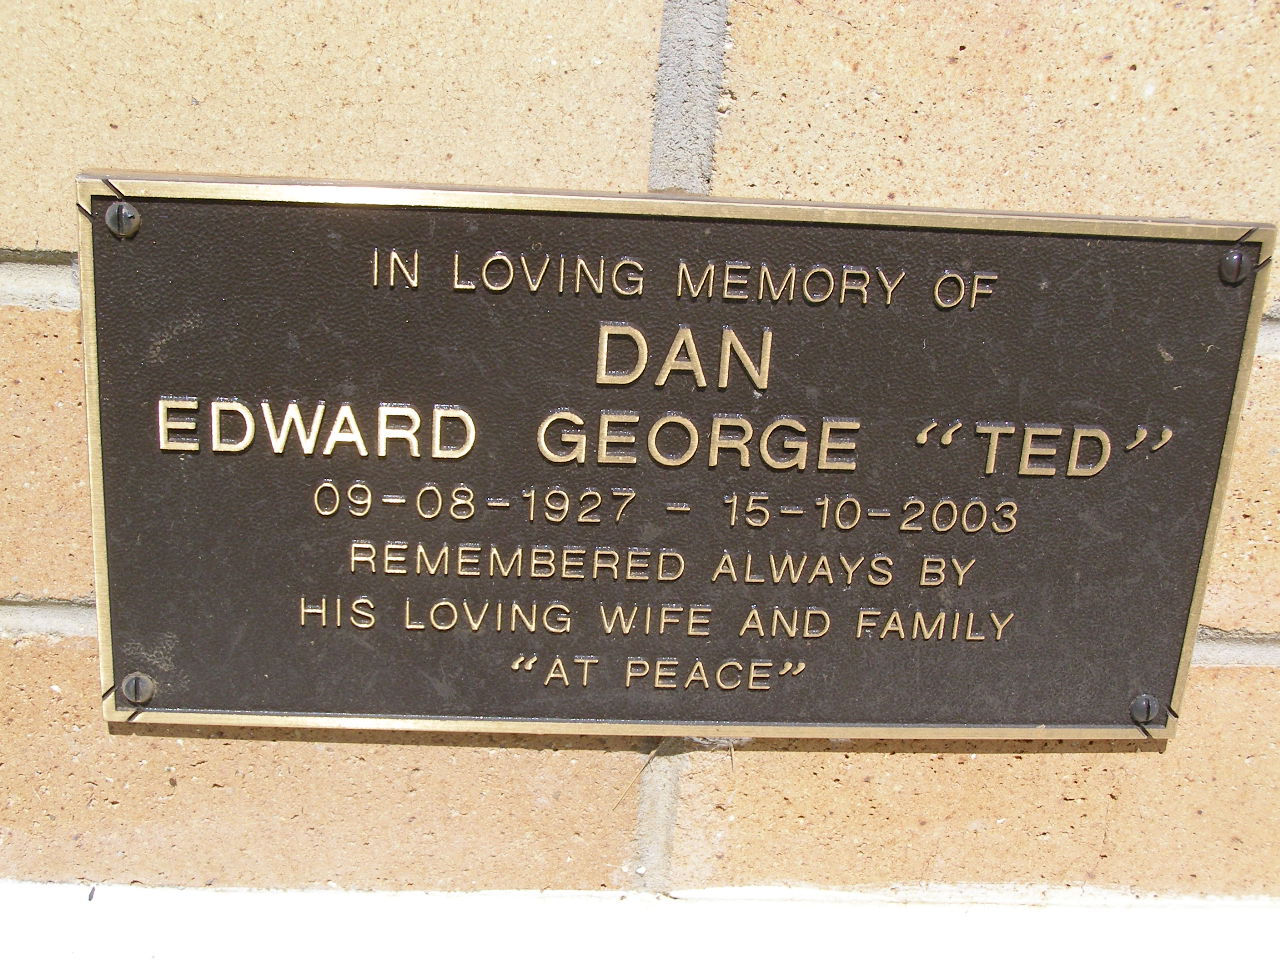 IN LOVING MEMORY OF
DAN
EDWARD GEORGE “TED”
09-08-1927 - 15-10-2003
REMEMBERED ALWAYS BY
HIS LOVING WIFE AND FAMILY
“AT PEACE”